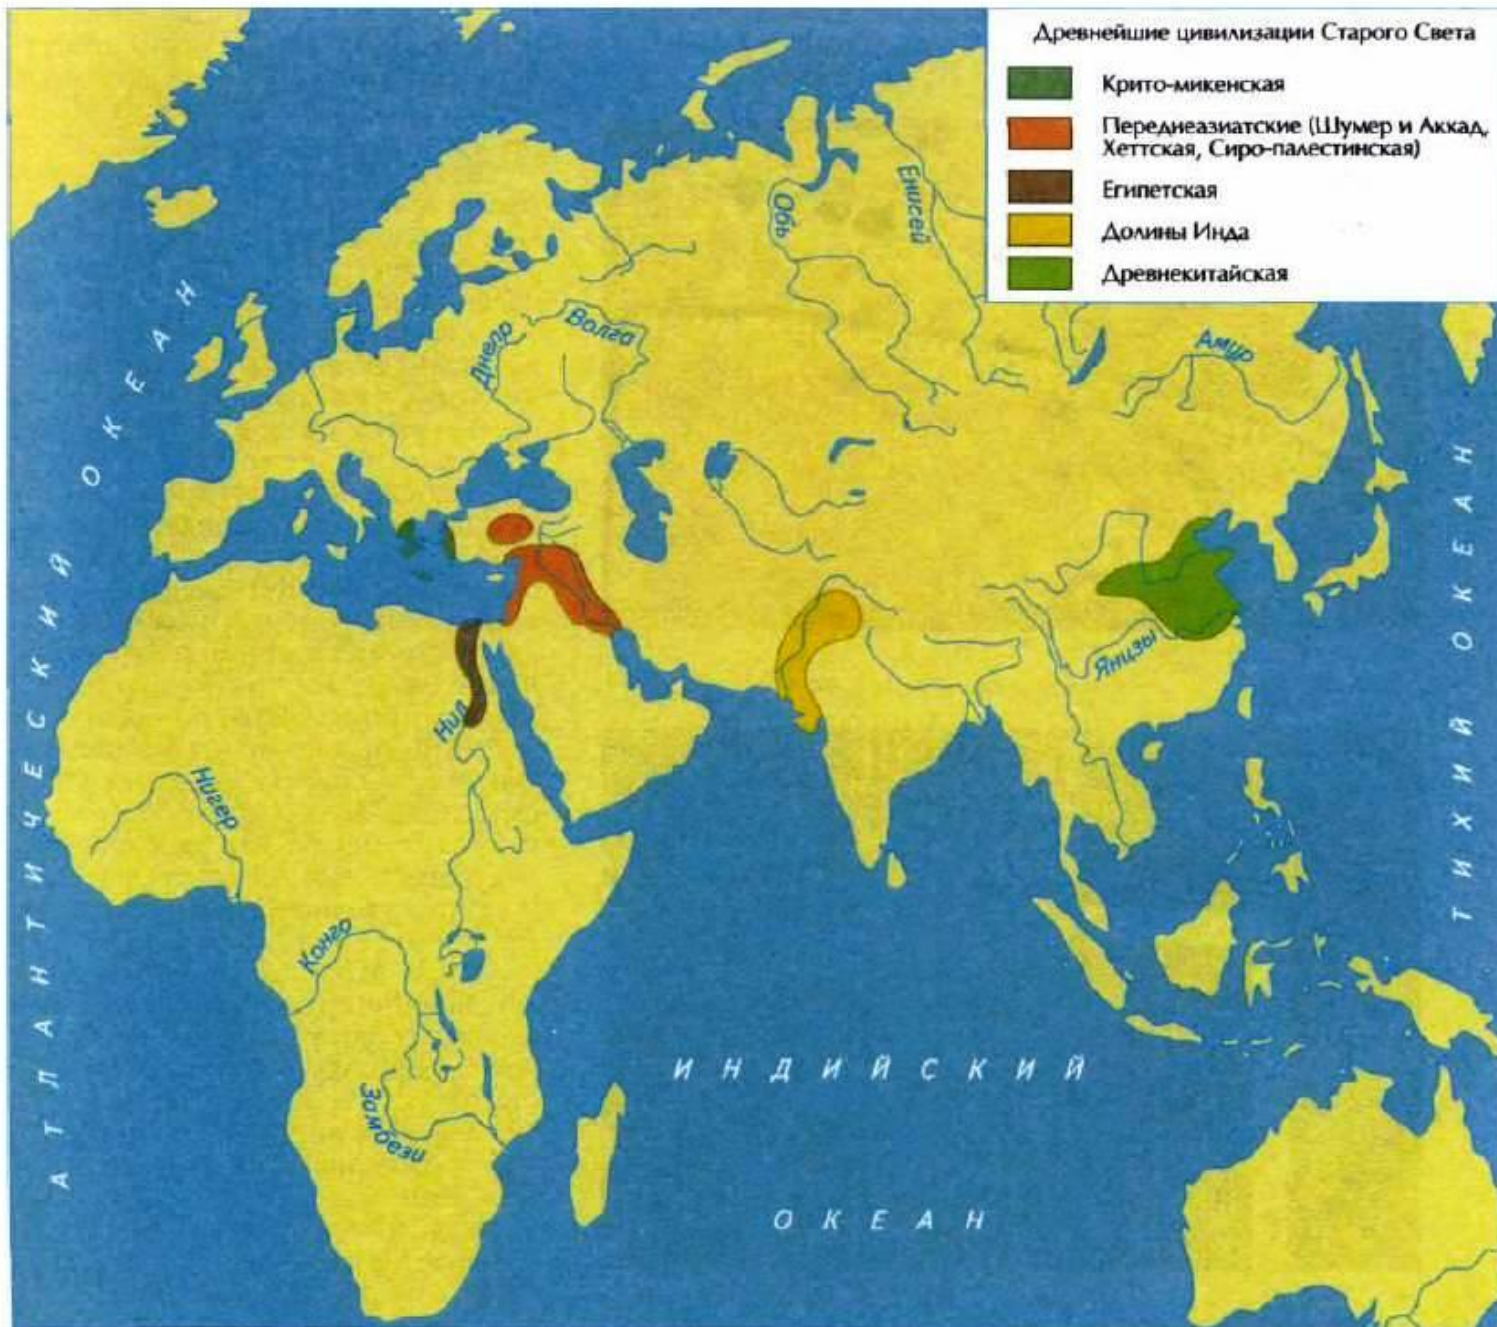 Древнейшие цивилизации Старого Света
Крито-микенская
Переднеазиатские (Шумер и Аккад,
Хеттская, Сиро-палестинская)
Египетская
Долины Инда
Древнекитайская
Обь
Енисей
Волга
Днепр
Амур
АТЛАНТИЧЕСКИЙ ОКЕАН
ТИХИЙ ОКЕАН
Янцзы
Нил
Нигер
Конго
Замбези
ИНДИЙСКИЙ
ОКЕАН